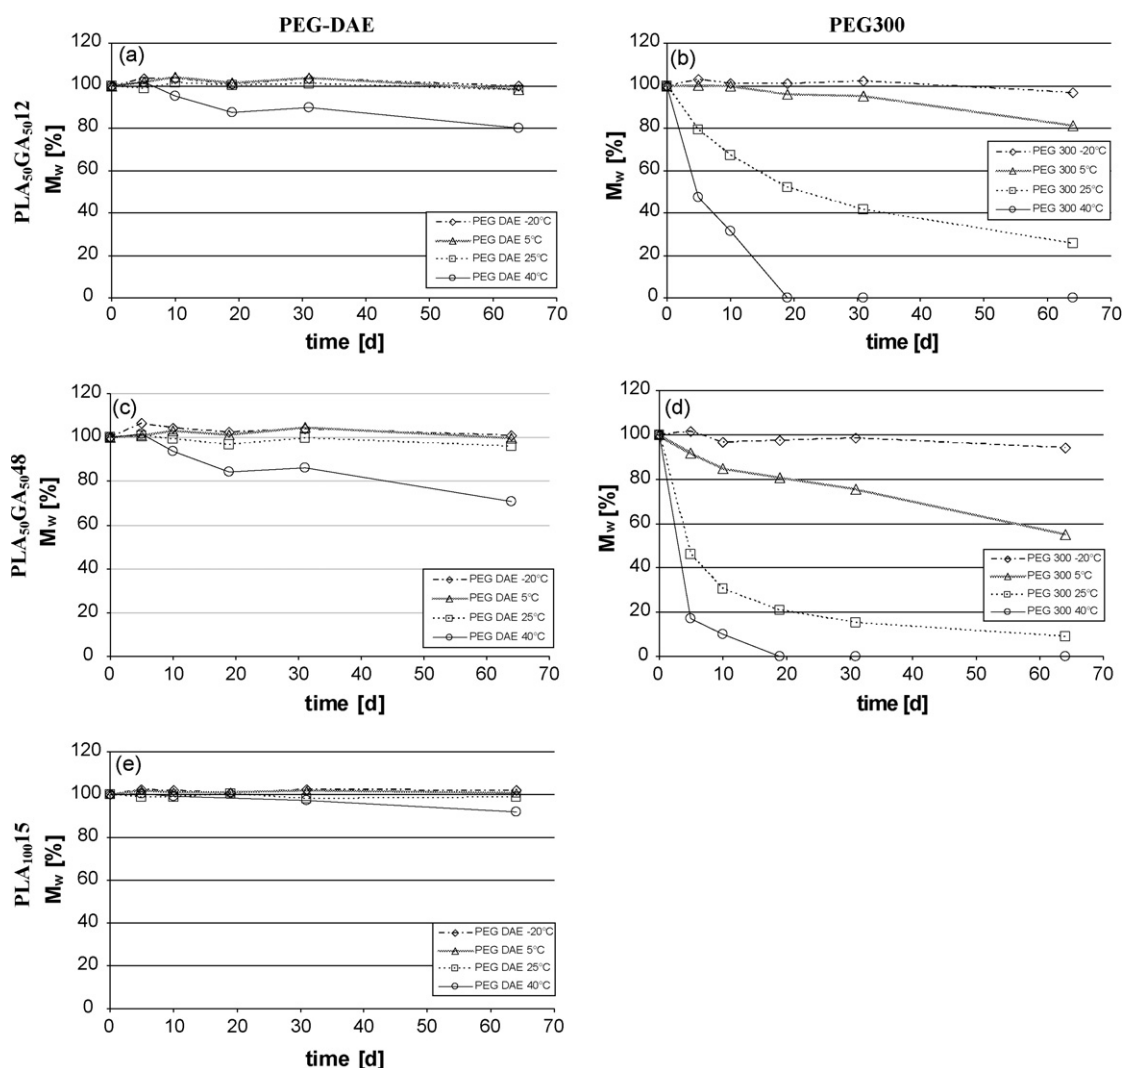 PEG-DAE
PEG300
PLA₅₀GA₅₀12
Mw [%]
(a)
120
100
80
60
40
20
0
0 10 20 30 40 50 60 70
time [d]
PEG DAE -20°C
PEG DAE 5°C
PEG DAE 25°C
PEG DAE 40°C
Mw [%]
(b)
120
100
80
60
40
20
0
0 10 20 30 40 50 60 70
time [d]
PEG 300 -20°C
PEG 300 5°C
PEG 300 25°C
PEG 300 40°C
PLA₅₀GA₅₀48
Mw [%]
(c)
120
100
80
60
40
20
0
0 10 20 30 40 50 60 70
time [d]
PEG DAE -20°C
PEG DAE 5°C
PEG DAE 25°C
PEG DAE 40°C
Mw [%]
(d)
120
100
80
60
40
20
0
0 10 20 30 40 50 60 70
time [d]
PEG 300 -20°C
PEG 300 5°C
PEG 300 25°C
PEG 300 40°C
PLA₁₀₀15
Mw [%]
(e)
120
100
80
60
40
20
0
0 10 20 30 40 50 60 70
time [d]
PEG DAE -20°C
PEG DAE 5°C
PEG DAE 25°C
PEG DAE 40°C